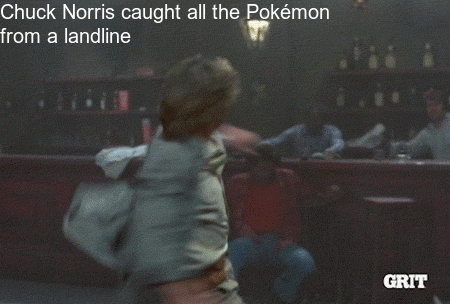 Chuck Norris caught all the Pokémon
from a landline
GRIT